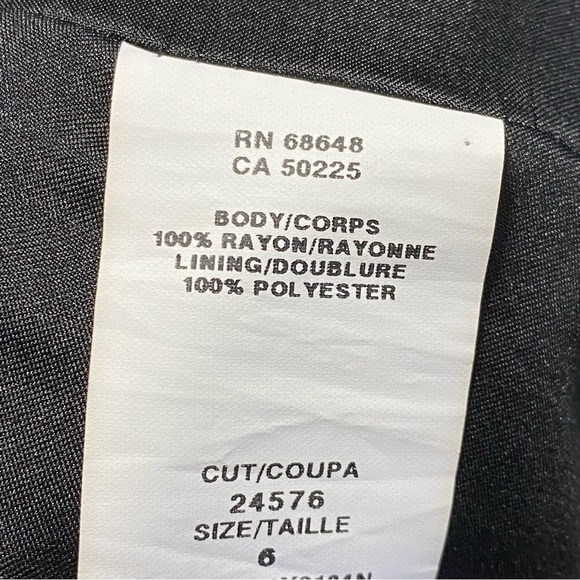 RN 68648
CA 50225
BODY/CORPS
100% RAYON/RAYONNE
LINING/DOUBLURE
100% POLYESTER
CUT/COUPA
24576
SIZE/TAILLE
6